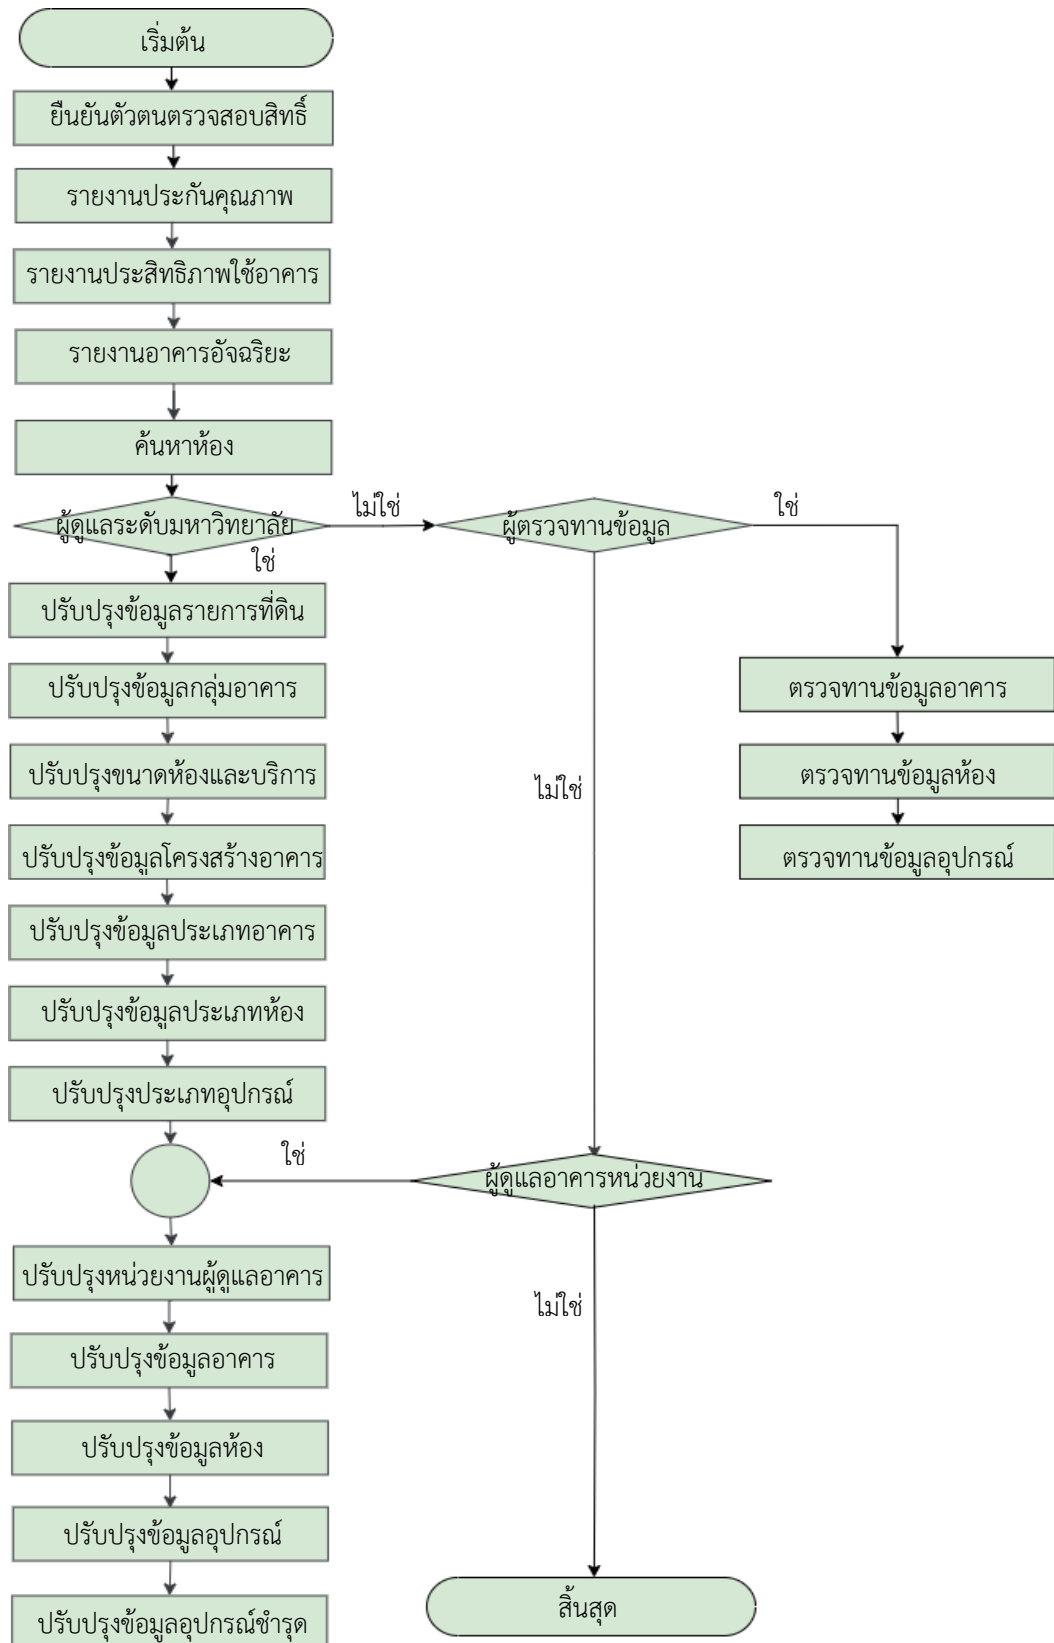 เริ่มต้น
ยืนยันตัวตนตรวจสอบสิทธิ์
รายงานประกันคุณภาพ
รายงานประสิทธิภาพใช้อาคาร
รายงานอาคารอัจฉริยะ
ค้นหาห้อง
ผู้ดูแลระดับมหาวิทยาลัย
ไม่ใช่
ผู้ตรวจทานข้อมูล
ใช่
ใช่
ปรับปรุงข้อมูลรายการที่ดิน
ปรับปรุงข้อมูลกลุ่มอาคาร
ตรวจทานข้อมูลอาคาร
ปรับปรุงขนาดห้องและบริการ
ไม่ใช่
ตรวจทานข้อมูลห้อง
ปรับปรุงข้อมูลโครงสร้างอาคาร
ตรวจทานข้อมูลอุปกรณ์
ปรับปรุงข้อมูลประเภทอาคาร
ปรับปรุงข้อมูลประเภทห้อง
ปรับปรุงประเภทอุปกรณ์
ใช่
ผู้ดูแลอาคารหน่วยงาน
ปรับปรุงหน่วยงานผู้ดูแลอาคาร
ไม่ใช่
ปรับปรุงข้อมูลอาคาร
ปรับปรุงข้อมูลห้อง
ปรับปรุงข้อมูลอุปกรณ์
สิ้นสุด
ปรับปรุงข้อมูลอุปกรณ์ชำรุด